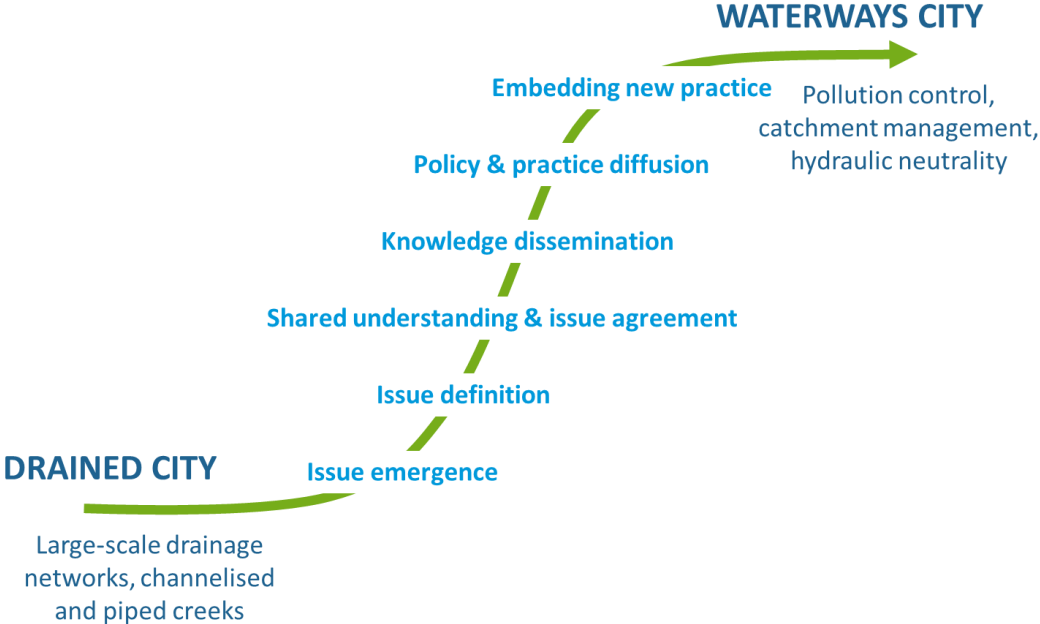 WATERWAYS CITY
Embedding new practice
Pollution control,
catchment management,
hydraulic neutrality
Policy & practice diffusion
Knowledge dissemination
Shared understanding & issue agreement
Issue definition
Issue emergence
DRAINED CITY
Large-scale drainage
networks, channelised
and piped creeks